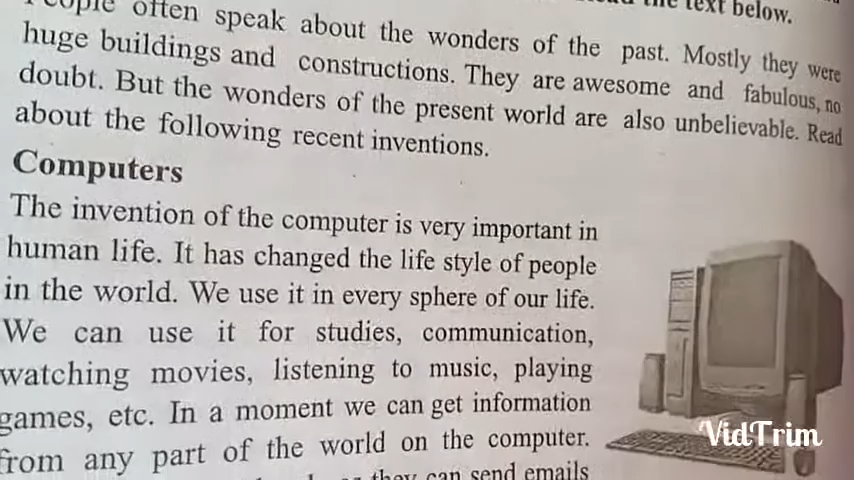 the text below.
People often speak about the wonders of the past. Mostly they were
huge buildings and constructions. They are awesome and fabulous, no
doubt. But the wonders of the present world are also unbelievable. Read
about the following recent inventions.
Computers
The invention of the computer is very important in
human life. It has changed the life style of people
in the world. We use it in every sphere of our life.
We can use it for studies, communication,
watching movies, listening to music, playing
games, etc. In a moment we can get information
from any part of the world on the computer.
they can send emails
VidTrim